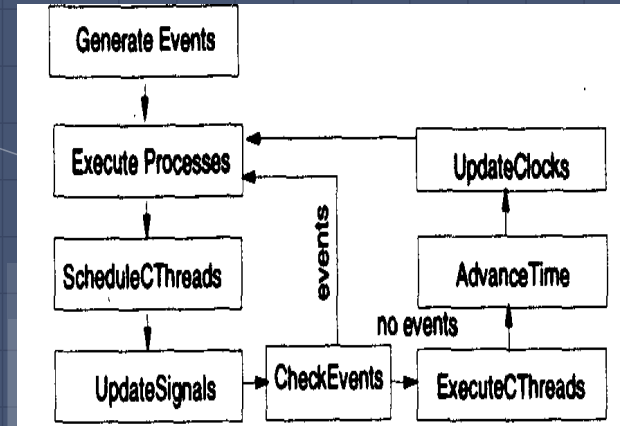 Generate Events
Execute Processes
UpdateClocks
events
ScheduleCThreads
AdvanceTime
no events
UpdateSignals
CheckEvents
ExecuteCThreads